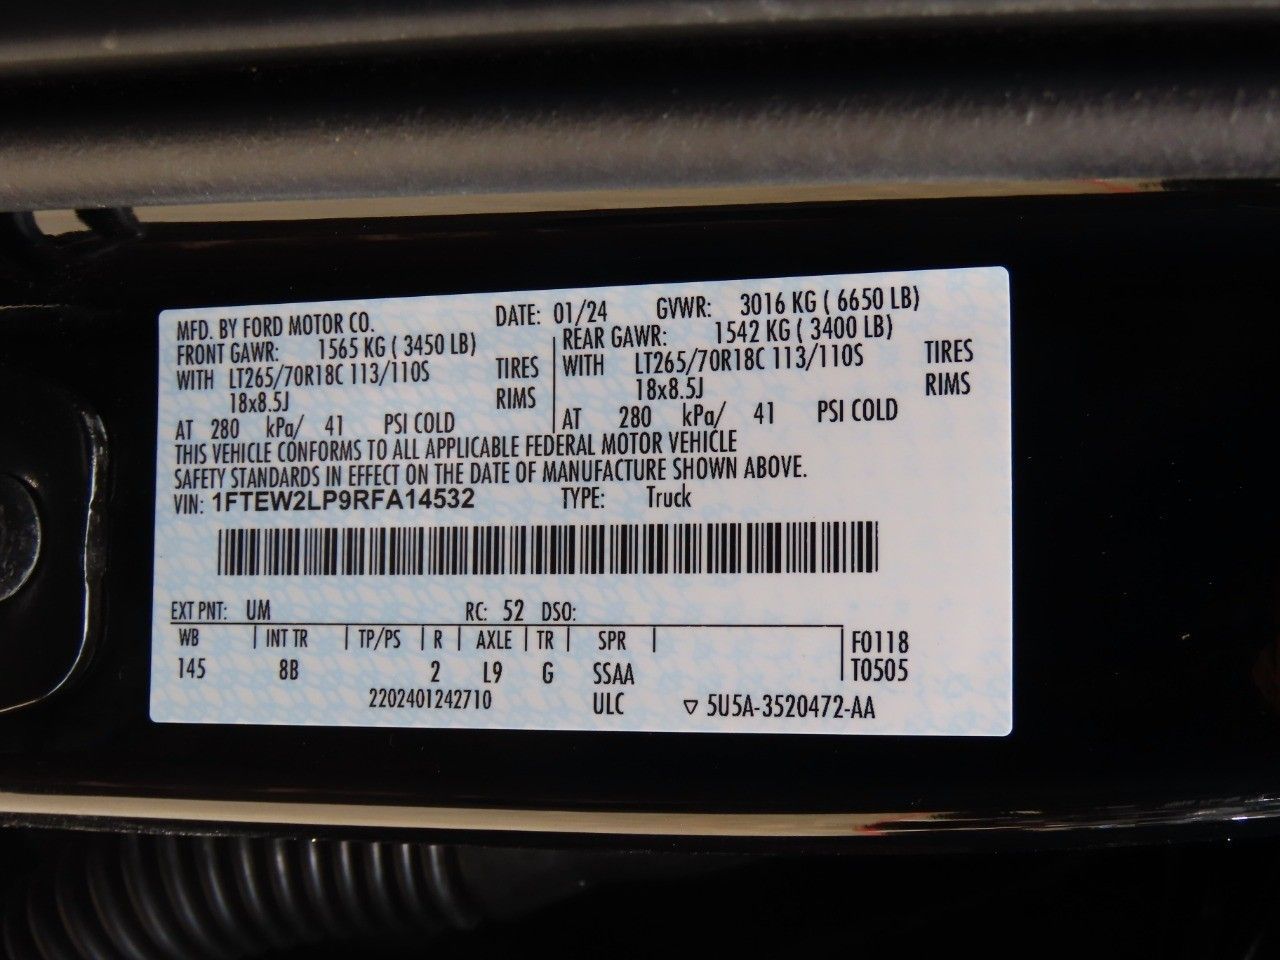 MFD. BY FORD MOTOR CO. DATE: 01/24 GVWR: 3016 KG ( 6650 LB)
FRONT GAWR: 1565 KG ( 3450 LB) REAR GAWR: 1542 KG ( 3400 LB)
WITH LT265/70R18C 113/110S TIRES WITH LT265/70R18C 113/110S TIRES
18x8.5J RIMS 18x8.5J RIMS
AT 280 kPa/ 41 PSI COLD AT 280 kPa/ 41 PSI COLD
THIS VEHICLE CONFORMS TO ALL APPLICABLE FEDERAL MOTOR VEHICLE
SAFETY STANDARDS IN EFFECT ON THE DATE OF MANUFACTURE SHOWN ABOVE.
VIN: 1FTEW2LP9RFA14532 TYPE: Truck
EXT PNT: UM RC: 52 DSO:
WB INT TR TP/PS R AXLE TR SPR F0118
145 8B 2 L9 G SSAA T0505
2202401242710 ULC ▽ 5U5A-3520472-AA